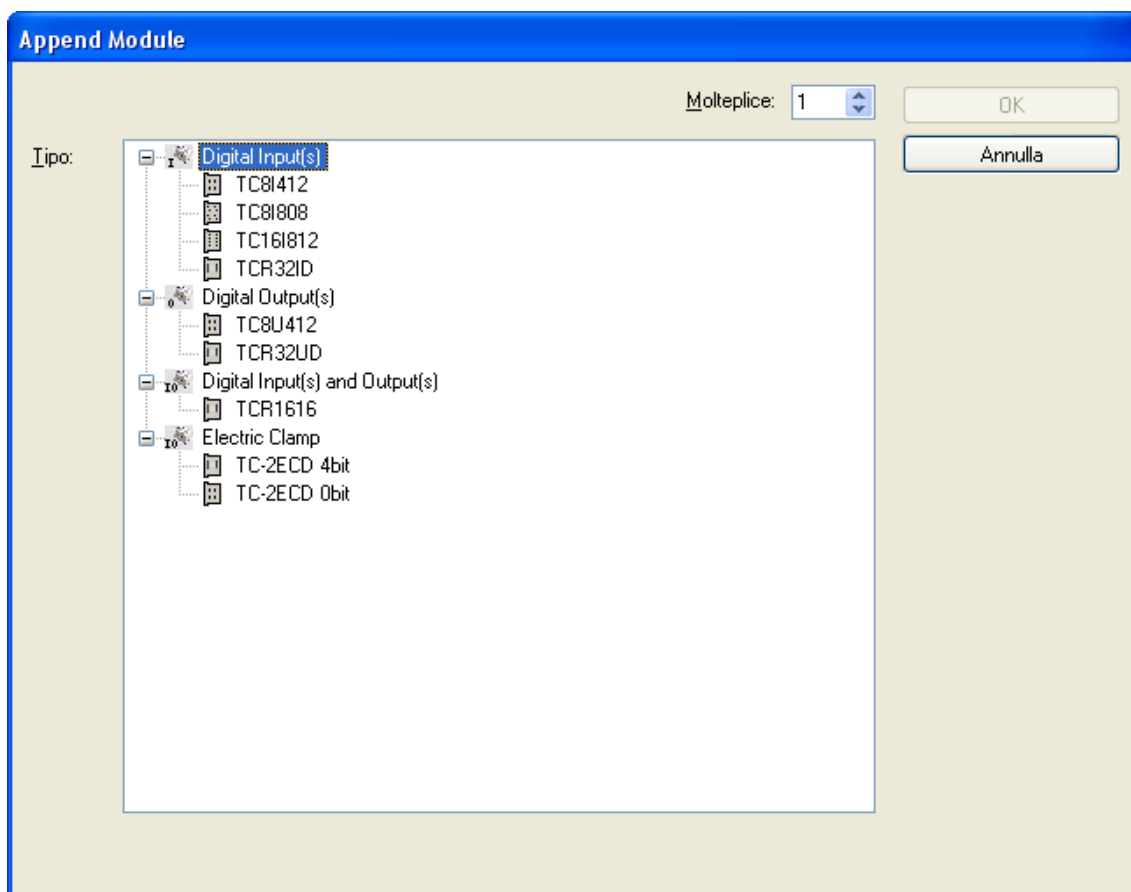 Append Module
Molteplice: 1
OK
Tipo:
Annulla
Digital Input(s)
TC8I412
TC8I808
TC16I812
TCR32ID
Digital Output(s)
TC8U412
TCR32UD
Digital Input(s) and Output(s)
TCR1616
Electric Clamp
TC-2ECD 4bit
TC-2ECD 0bit